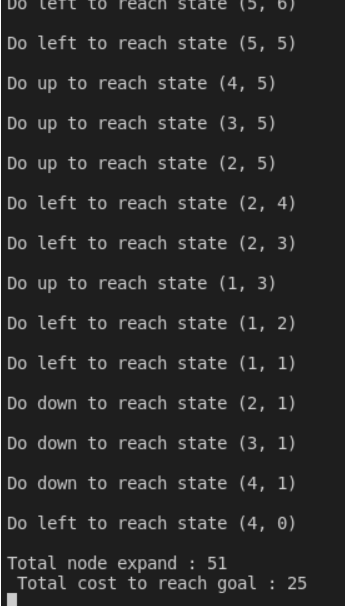 Do left to reach state (5, 6)
Do left to reach state (5, 5)
Do up to reach state (4, 5)
Do up to reach state (3, 5)
Do up to reach state (2, 5)
Do left to reach state (2, 4)
Do left to reach state (2, 3)
Do up to reach state (1, 3)
Do left to reach state (1, 2)
Do left to reach state (1, 1)
Do down to reach state (2, 1)
Do down to reach state (3, 1)
Do down to reach state (4, 1)
Do left to reach state (4, 0)
Total node expand : 51
Total cost to reach goal : 25